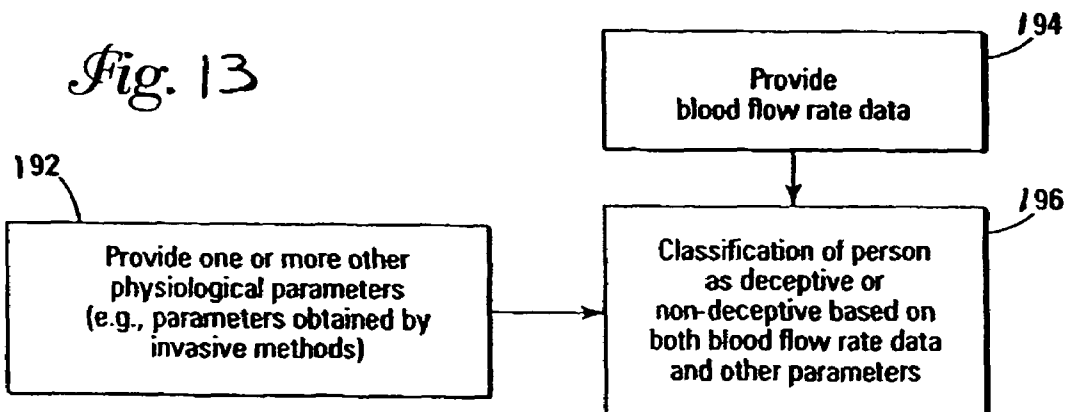 Fig. 13
194
Provide
blood flow rate data
192
Provide one or more other
physiological parameters
(e.g., parameters obtained by
invasive methods)
196
Classification of person
as deceptive or
non-deceptive based on
both blood flow rate data
and other parameters